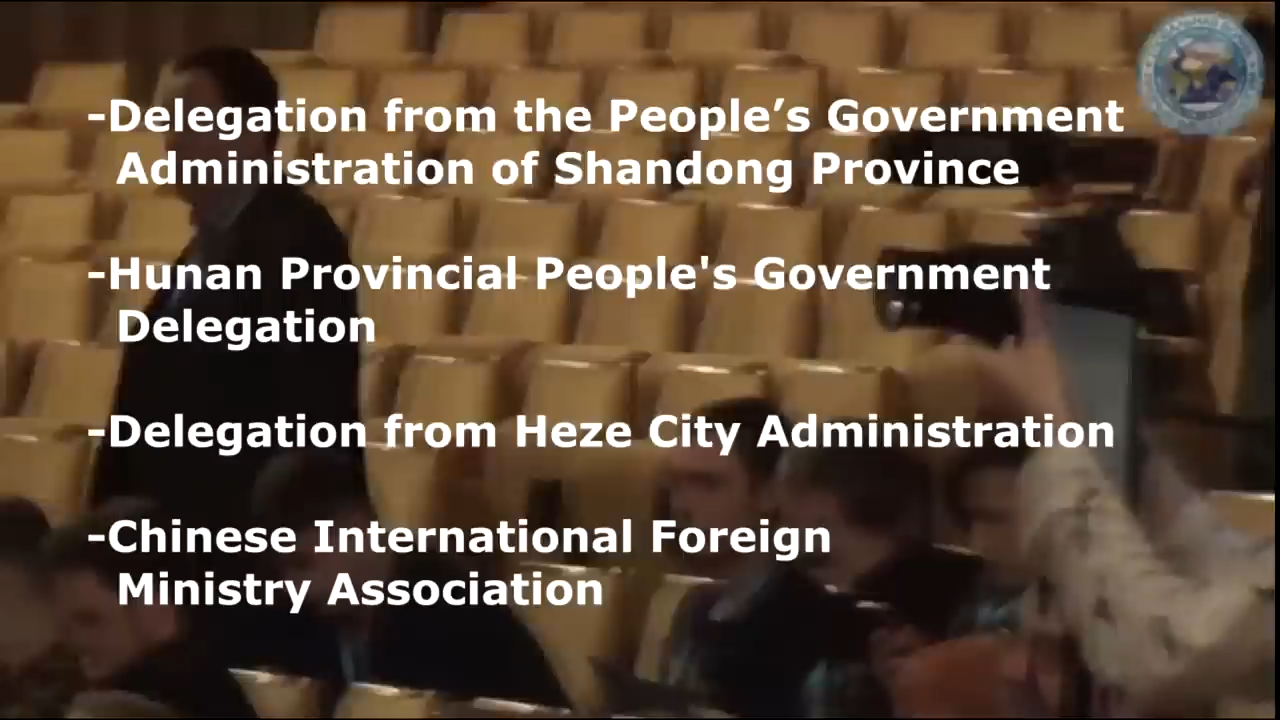 -Delegation from the People’s Government
Administration of Shandong Province
-Hunan Provincial People's Government
Delegation
-Delegation from Heze City Administration
-Chinese International Foreign
Ministry Association